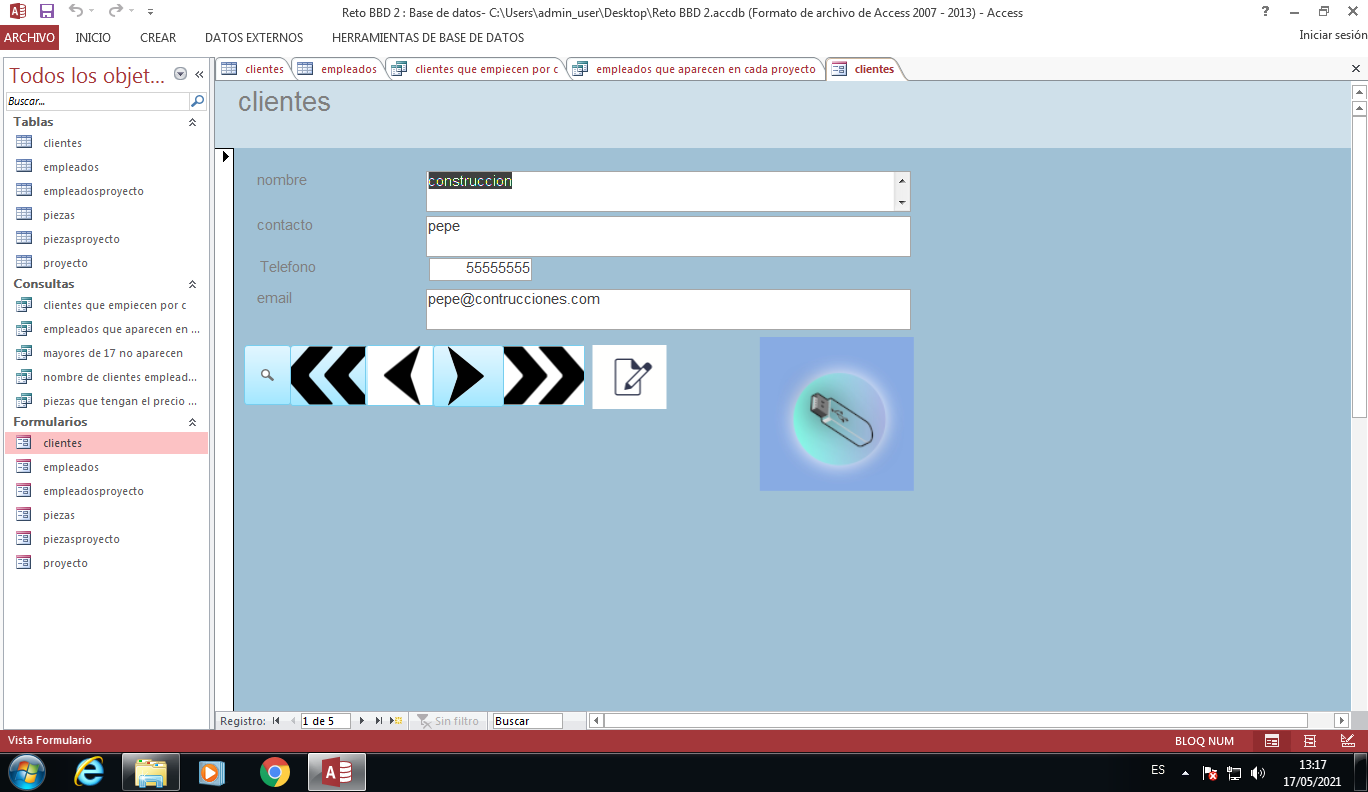 Reto BBD 2 : Base de datos- C:\Users\admin_user\Desktop\Reto BBD 2.accdb (Formato de archivo de Access 2007 - 2013) - Access
?
ARCHIVO INICIO CREAR DATOS EXTERNOS HERRAMIENTAS DE BASE DE DATOS
Iniciar sesión
Todos los objet...
Buscar...
Tablas
clientes
empleados
empleadosproyecto
piezas
piezasproyecto
proyecto
Consultas
clientes que empiecen por c
empleados que aparecen en ...
mayores de 17 no aparecen
nombre de clientes emplead...
piezas que tengan el precio ...
Formularios
clientes
empleados
empleadosproyecto
piezas
piezasproyecto
proyecto
clientes empleados clientes que empiecen por c empleados que aparecen en cada proyecto clientes
clientes
nombre construccion
contacto pepe
Telefono 55555555
email pepe@contrucciones.com
Registro: 1 de 5 Sin filtro Buscar
Vista Formulario
BLOQ NUM
ES
13:17
17/05/2021